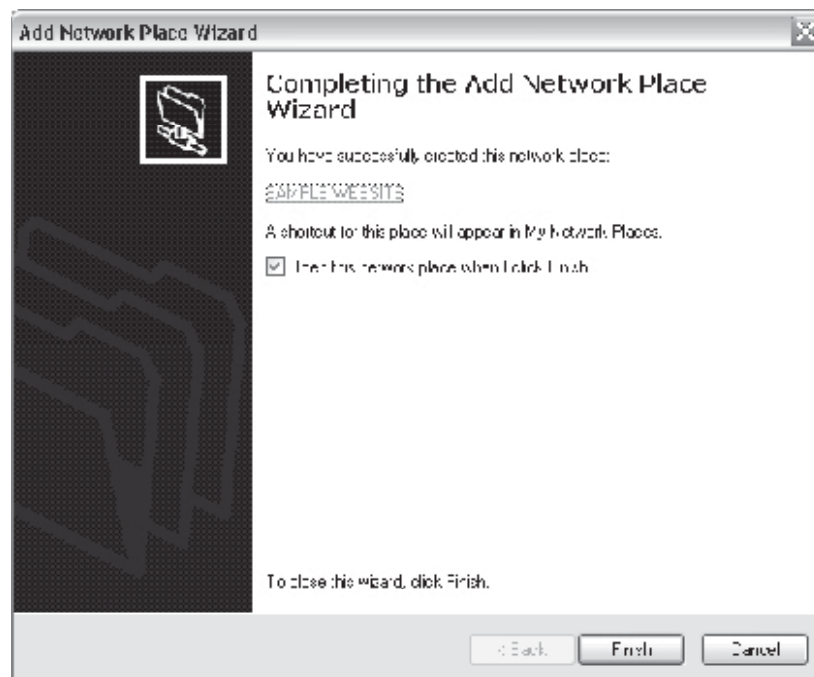 Add Network Place Wizard
Completing the Add Network Place
Wizard
You have successfully created this network place:
SAMPLE WEBSITE
A shortcut for this place will appear in My Network Places.
Open this network place when I click Finish
To close this wizard, click Finish.
< Back
Finish
Cancel